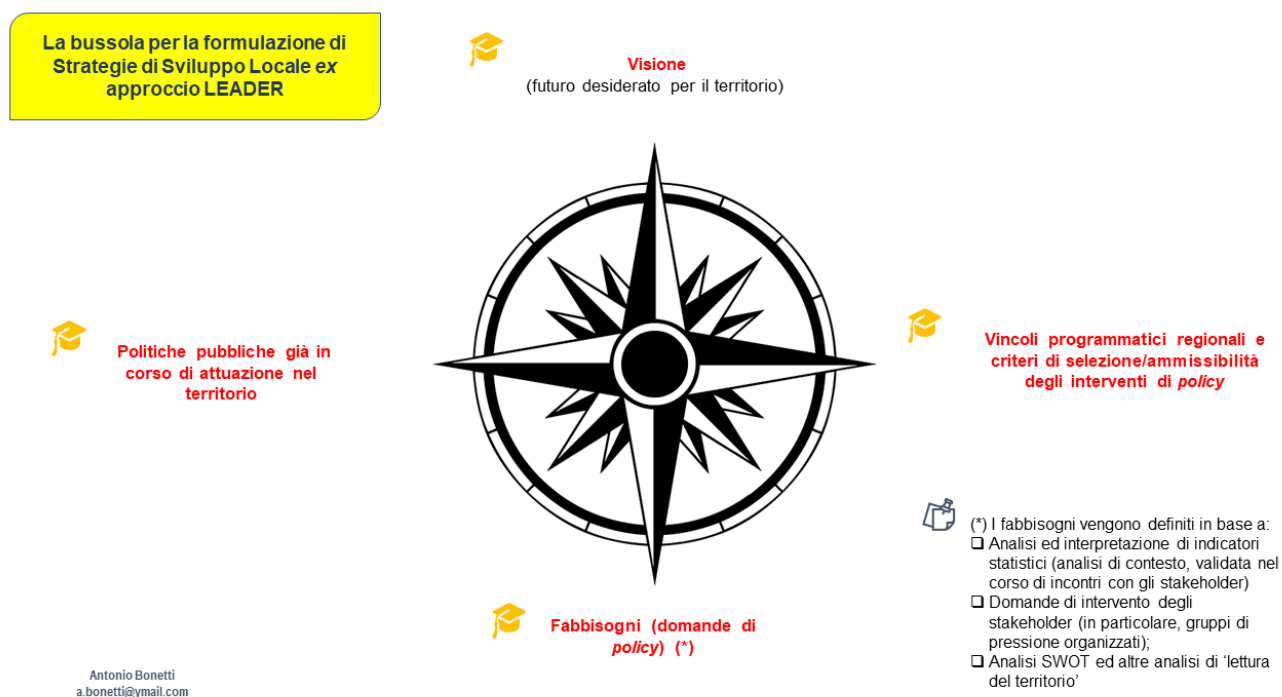 La bussola per la formulazione di
Strategie di Sviluppo Locale ex
approccio LEADER
Visione
(futuro desiderato per il territorio)
Politiche pubbliche già in
corso di attuazione nel
territorio
Vincoli programmatici regionali e
criteri di selezione/ammissibilità
degli interventi di policy
Fabbisogni (domande di
policy) (*)
(*) I fabbisogni vengono definiti in base a:
❑ Analisi ed interpretazione di indicatori
statistici (analisi di contesto, validata nel
corso di incontri con gli stakeholder)
❑ Domande di intervento degli
stakeholder (in particolare, gruppi di
pressione organizzati);
❑ Analisi SWOT ed altre analisi di ‘lettura
del territorio’
Antonio Bonetti
a.bonetti@ymail.com